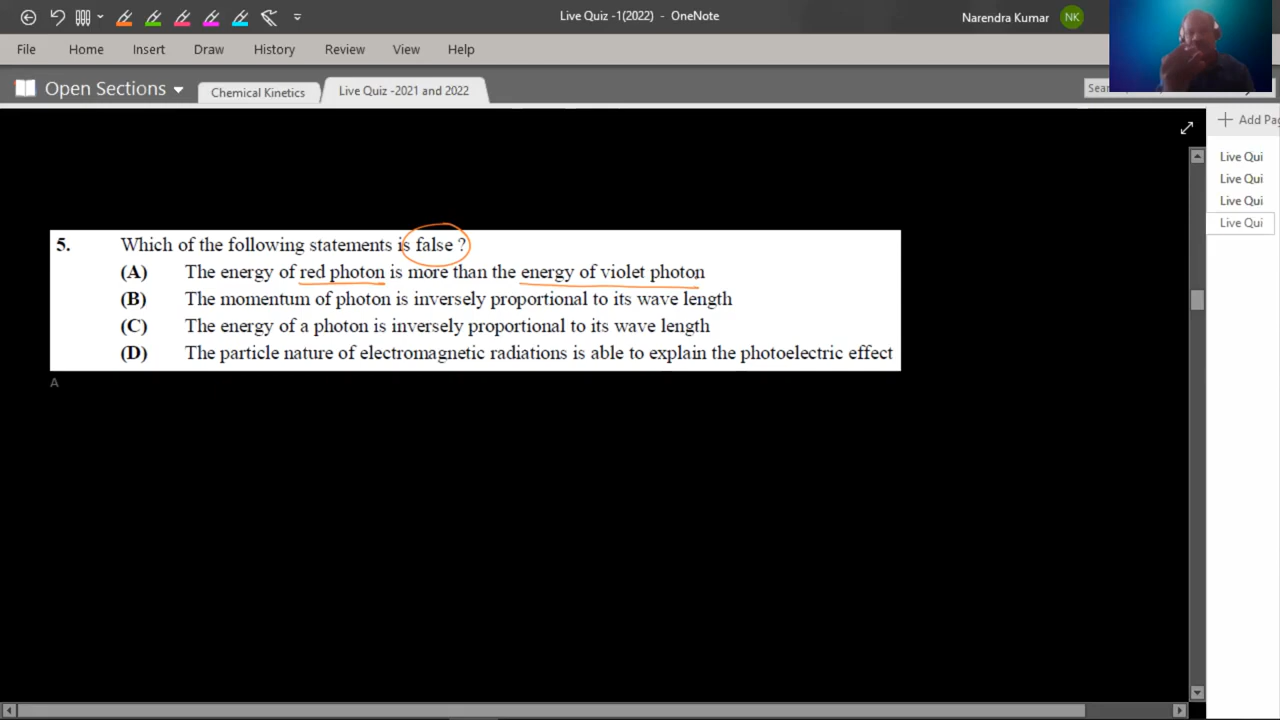 Live Quiz -1(2022) - OneNote
Narendra Kumar NK
File Home Insert Draw History Review View Help
Open Sections Chemical Kinetics Live Quiz -2021 and 2022
Add
Live Qui
Live Qui
Live Qui
Live Qui
5. Which of the following statements is false ?
(A) The energy of red photon is more than the energy of violet photon
(B) The momentum of photon is inversely proportional to its wave length
(C) The energy of a photon is inversely proportional to its wave length
(D) The particle nature of electromagnetic radiations is able to explain the photoelectric effect
A